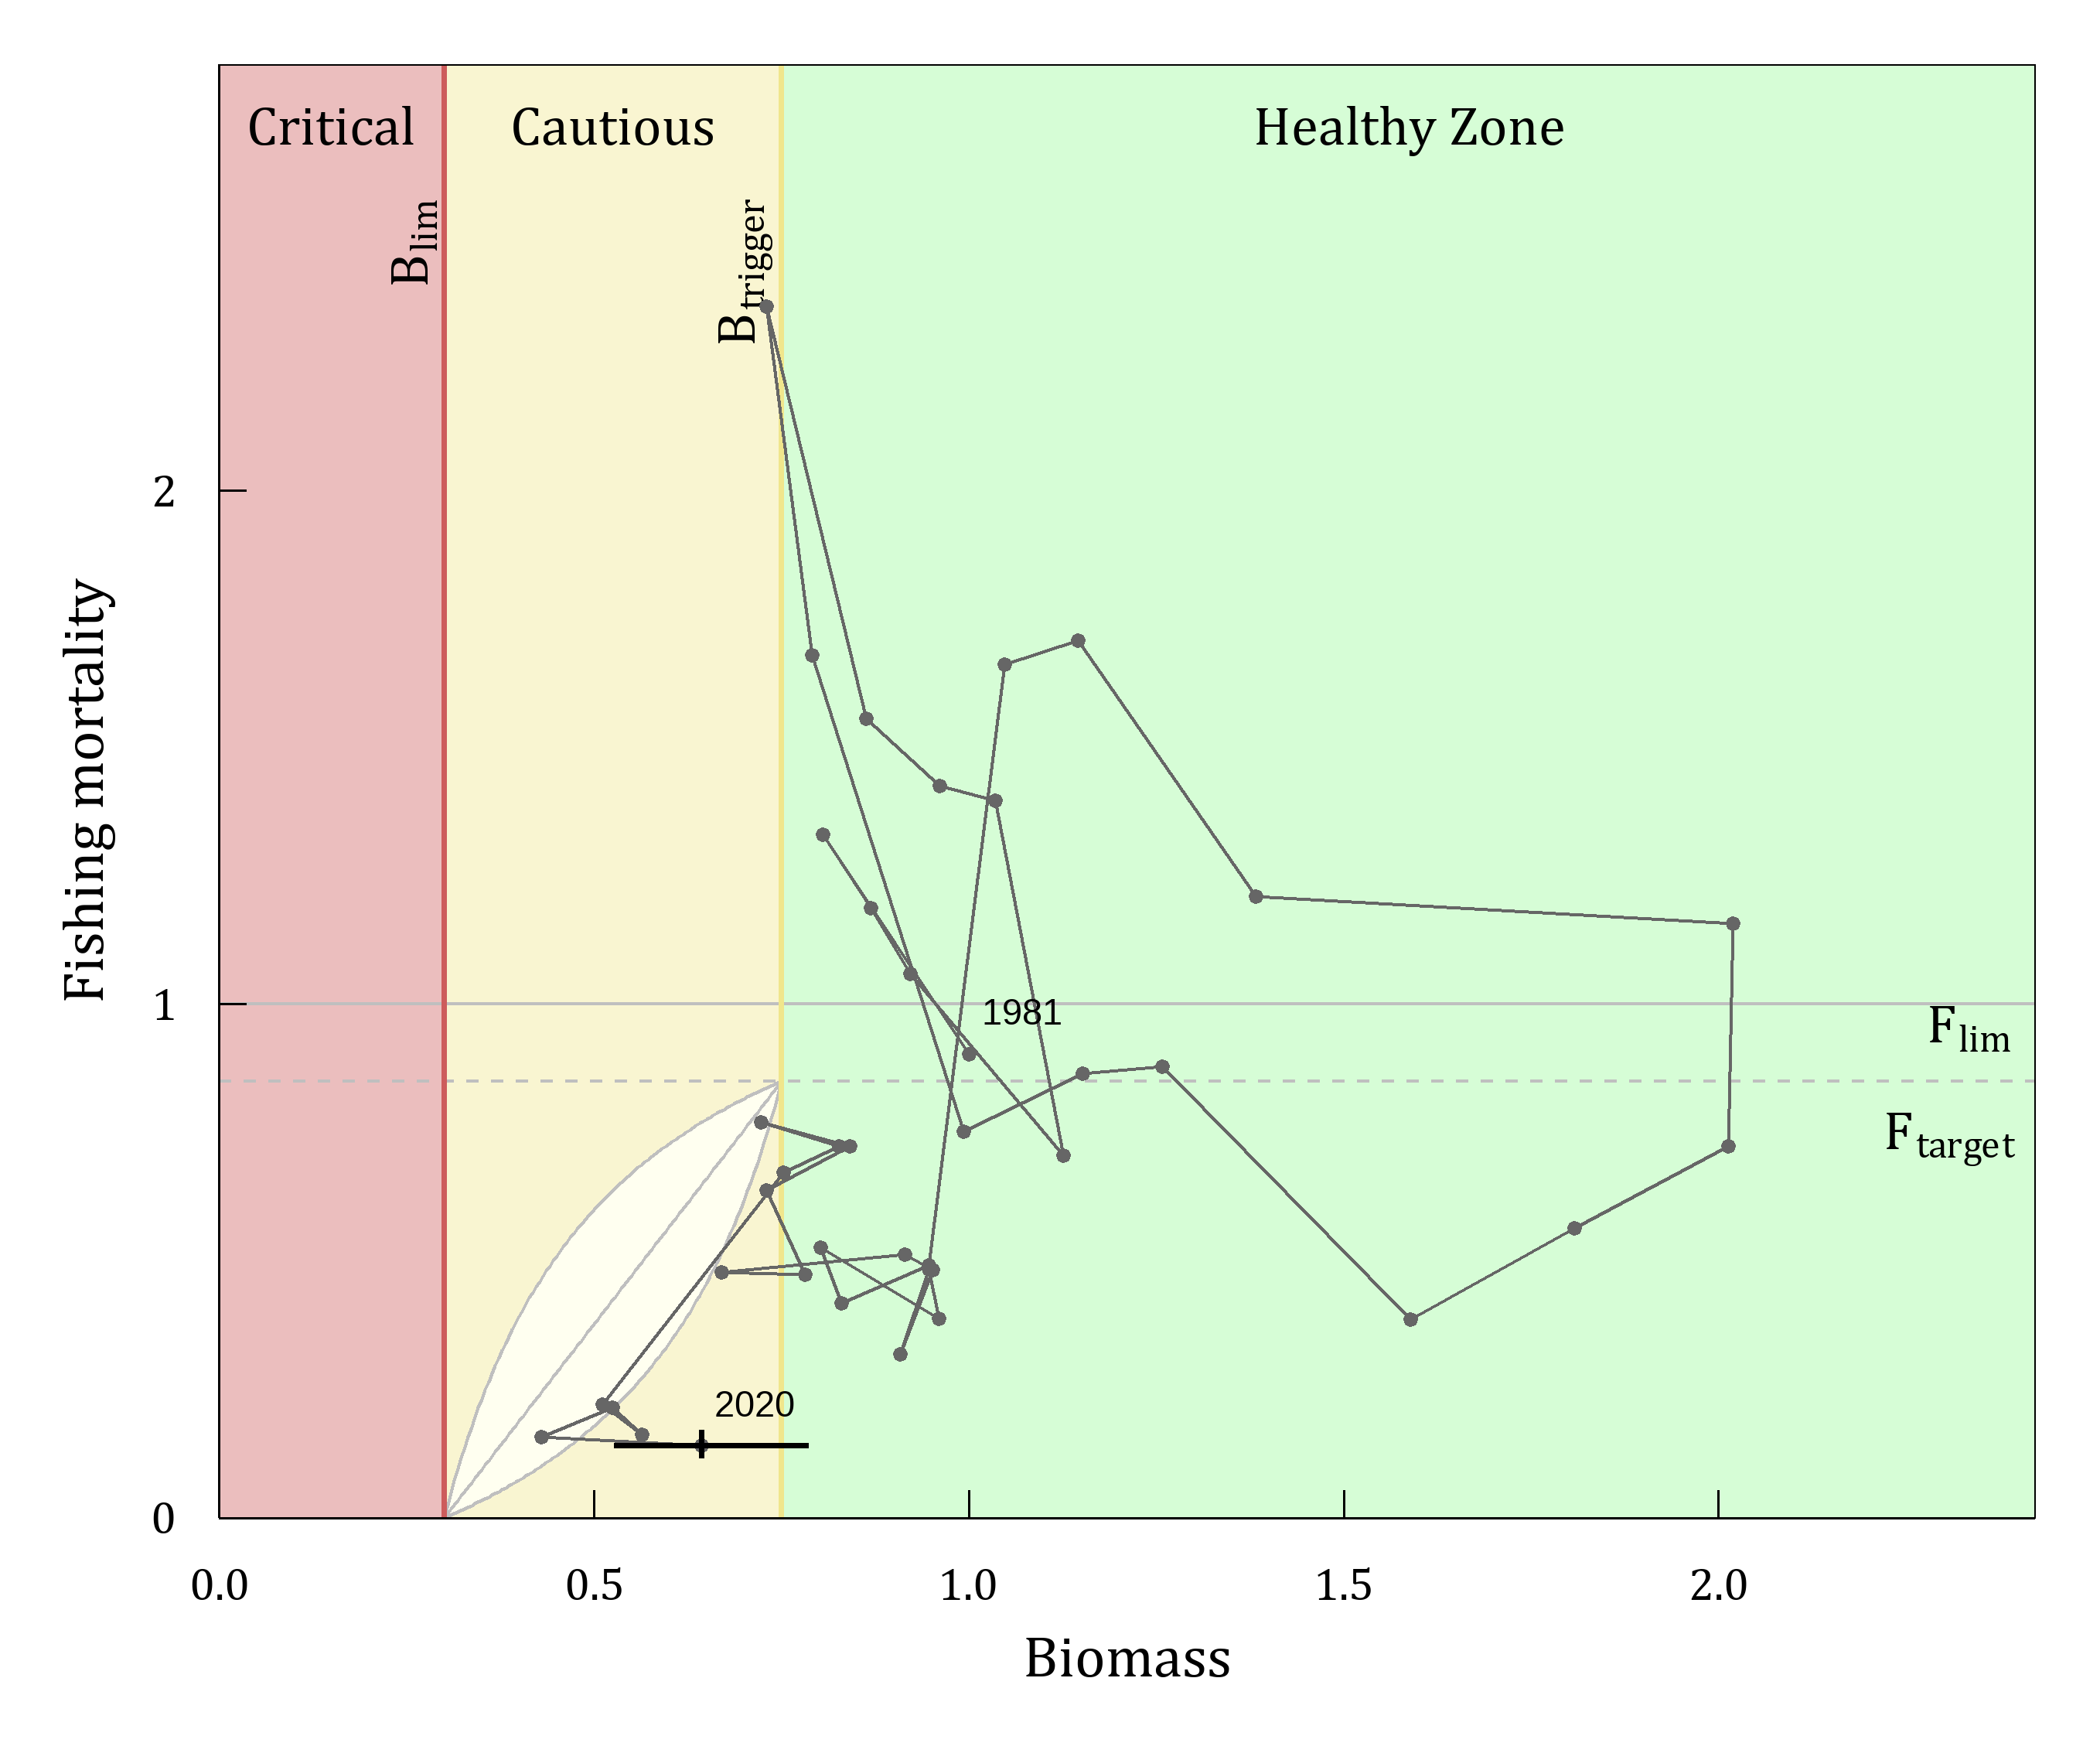 Critical
Cautious
Healthy Zone
Blim
Btrigger
2
1
0
Fishing mortality
1981
Flim
Ftarget
2020
0.0
0.5
1.0
1.5
2.0
Biomass